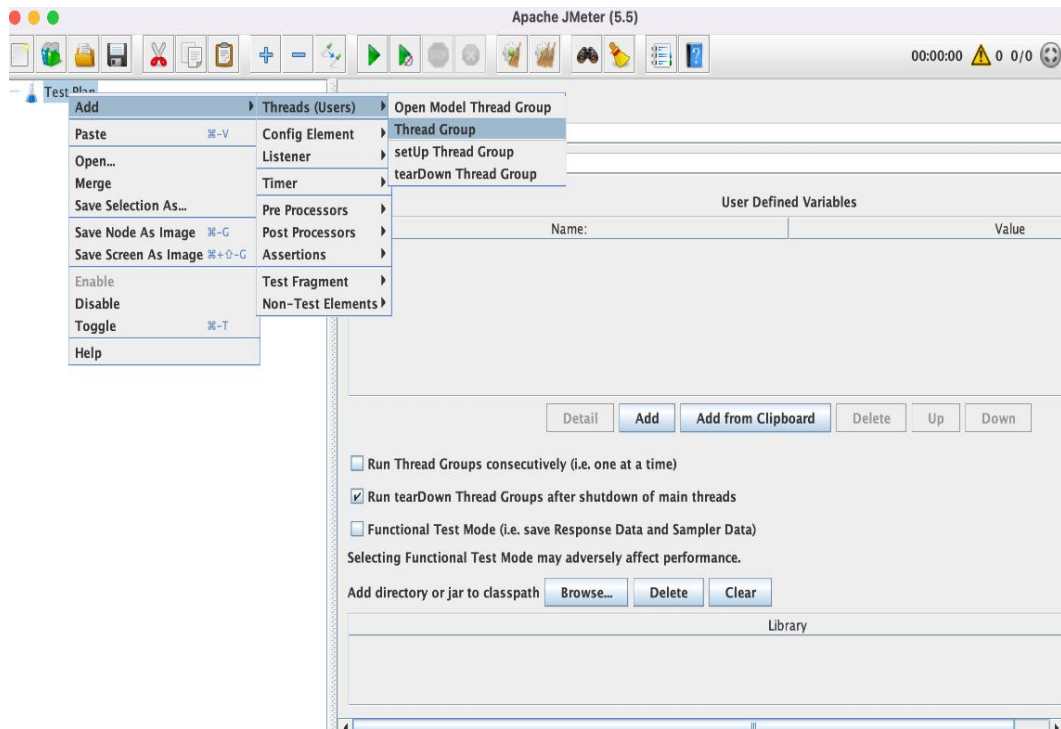 Apache JMeter (5.5)
00:00:00 0 0/0
Test Plan
Add
Paste ⌘-V
Open...
Merge
Save Selection As...
Save Node As Image ⌘-G
Save Screen As Image ⌘+⇧-G
Enable
Disable
Toggle ⌘-T
Help
Threads (Users)
Config Element
Listener
Timer
Pre Processors
Post Processors
Assertions
Test Fragment
Non-Test Elements
Open Model Thread Group
Thread Group
setUp Thread Group
tearDown Thread Group
User Defined Variables
Name: Value
Detail Add Add from Clipboard Delete Up Down
Run Thread Groups consecutively (i.e. one at a time)
Run tearDown Thread Groups after shutdown of main threads
Functional Test Mode (i.e. save Response Data and Sampler Data)
Selecting Functional Test Mode may adversely affect performance.
Add directory or jar to classpath Browse... Delete Clear
Library